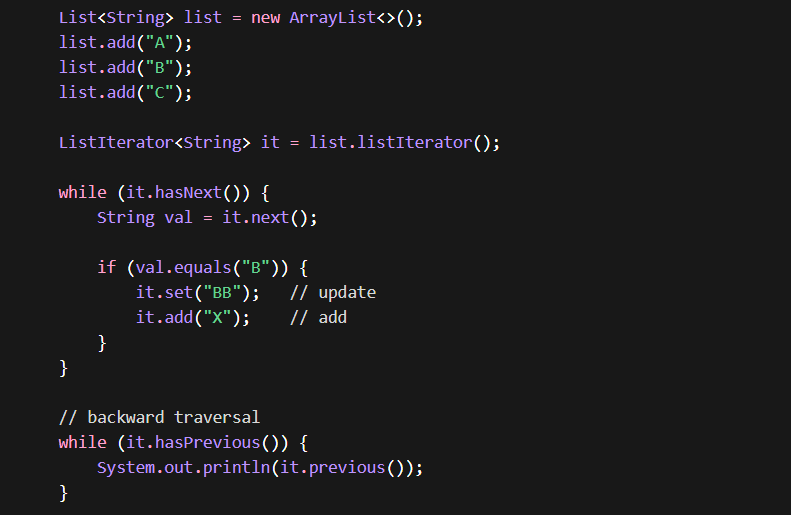 List<String> list = new ArrayList<>();
list.add("A");
list.add("B");
list.add("C");
ListIterator<String> it = list.listIterator();
while (it.hasNext()) {
String val = it.next();
if (val.equals("B")) {
it.set("BB");   // update
it.add("X");    // add
}
}
// backward traversal
while (it.hasPrevious()) {
System.out.println(it.previous());
}